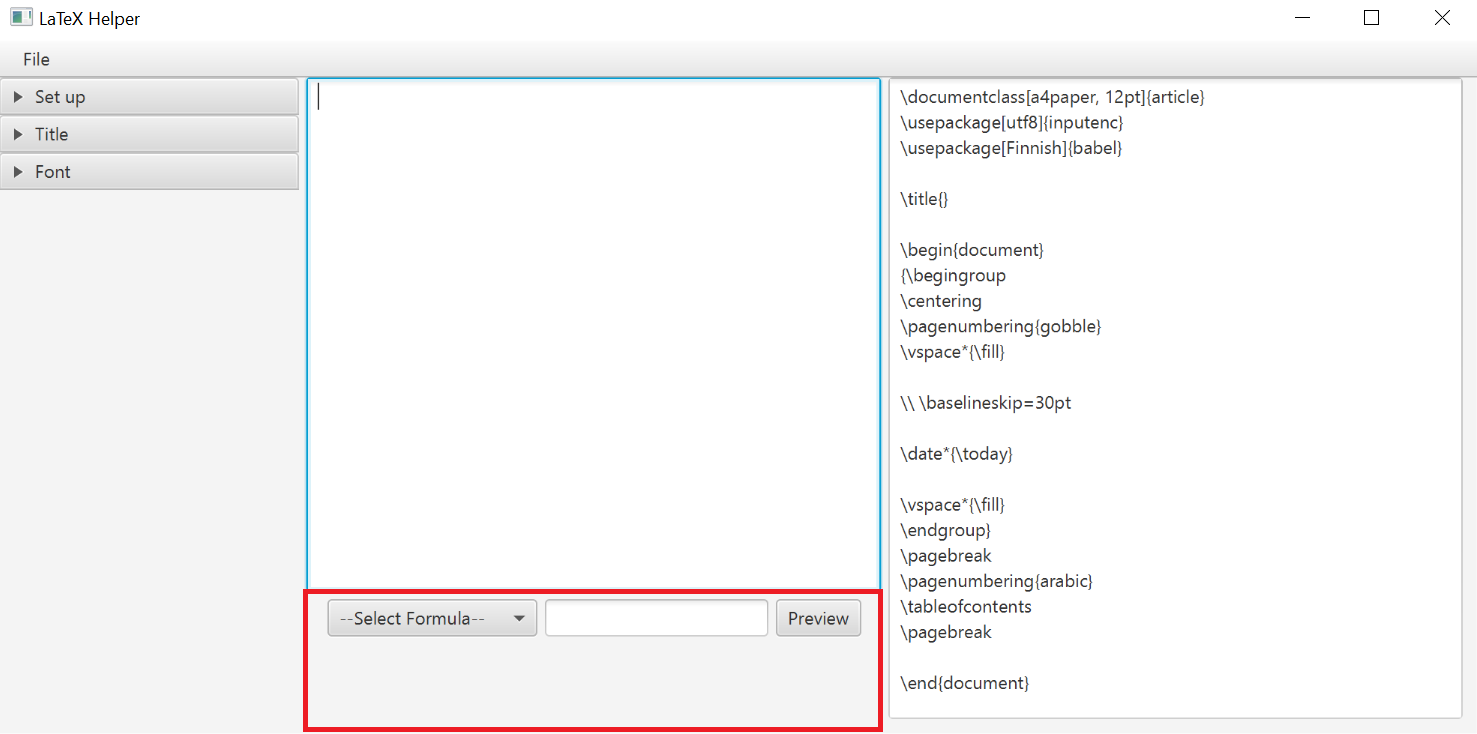 LaTeX Helper
File
Set up
Title
Font
--Select Formula--
Preview
\documentclass[a4paper, 12pt]{article}
\usepackage[utf8]{inputenc}
\usepackage[Finnish]{babel}
\title{}
\begin{document}
{\begingroup
\centering
\pagenumbering{gobble}
\vspace*{\fill}
\\ \baselineskip=30pt
\date*{\today}
\vspace*{\fill}
\endgroup}
\pagebreak
\pagenumbering{arabic}
\tableofcontents
\pagebreak
\end{document}